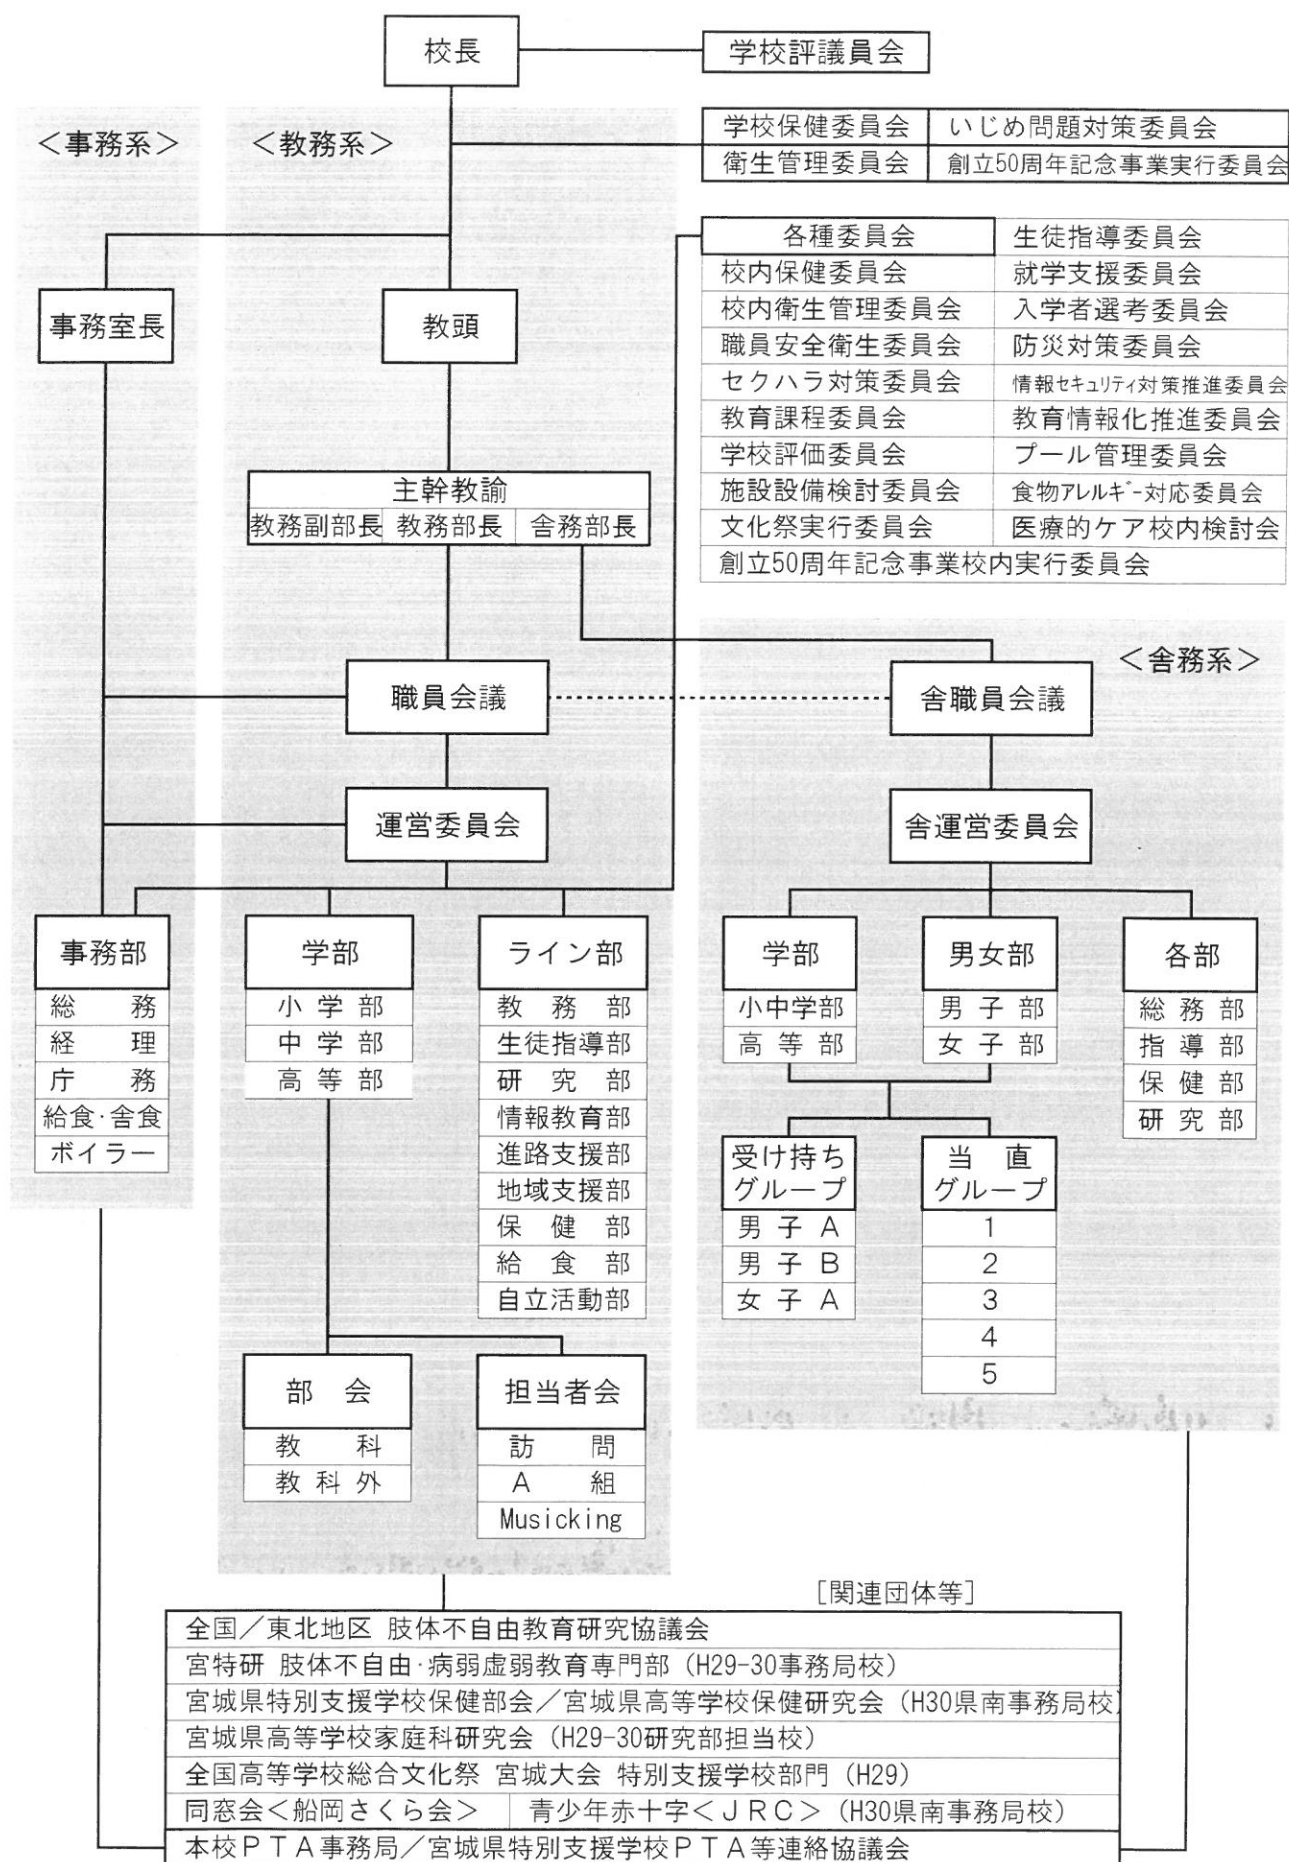 校長
学校評議員会
＜事務系＞
＜教務系＞
学校保健委員会 いじめ問題対策委員会
衛生管理委員会 創立50周年記念事業実行委員会
各種委員会 生徒指導委員会
校内保健委員会 就学支援委員会
校内衛生管理委員会 入学者選考委員会
職員安全衛生委員会 防災対策委員会
セクハラ対策委員会 情報セキュリティ対策推進委員会
教育課程委員会 教育情報化推進委員会
学校評価委員会 プール管理委員会
施設設備検討委員会 食物アレルギー対応委員会
文化祭実行委員会 医療的ケア校内検討会
創立50周年記念事業校内実行委員会
事務室長
教頭
主幹教諭
教務副部長 教務部長 舎務部長
＜舎務系＞
職員会議
舎職員会議
運営委員会
舎運営委員会
事務部
総務
経理
庁務
給食･舎食
ボイラー
学部
小学部
中学部
高等部
ライン部
教務部
生徒指導部
研究部
情報教育部
進路支援部
地域支援部
保健部
給食部
自立活動部
学部
小中学部
高等部
男女部
男子部
女子部
各部
総務部
指導部
保健部
研究部
受け持ち
グループ
男子A
男子B
女子A
当直
グループ
1
2
3
4
5
部会
教科
教科外
担当者会
訪問
A組
Musicking
［関連団体等］
全国／東北地区 肢体不自由教育研究協議会
宮特研 肢体不自由･病弱虚弱教育専門部（H29-30事務局校）
宮城県特別支援学校保健部会／宮城県高等学校保健研究会（H30県南事務局校）
宮城県高等学校家庭科研究会（H29-30研究部担当校）
全国高等学校総合文化祭 宮城大会 特別支援学校部門（H29）
同窓会＜船岡さくら会＞ 青少年赤十字＜ＪＲＣ＞（H30県南事務局校）
本校ＰＴＡ事務局／宮城県特別支援学校ＰＴＡ等連絡協議会